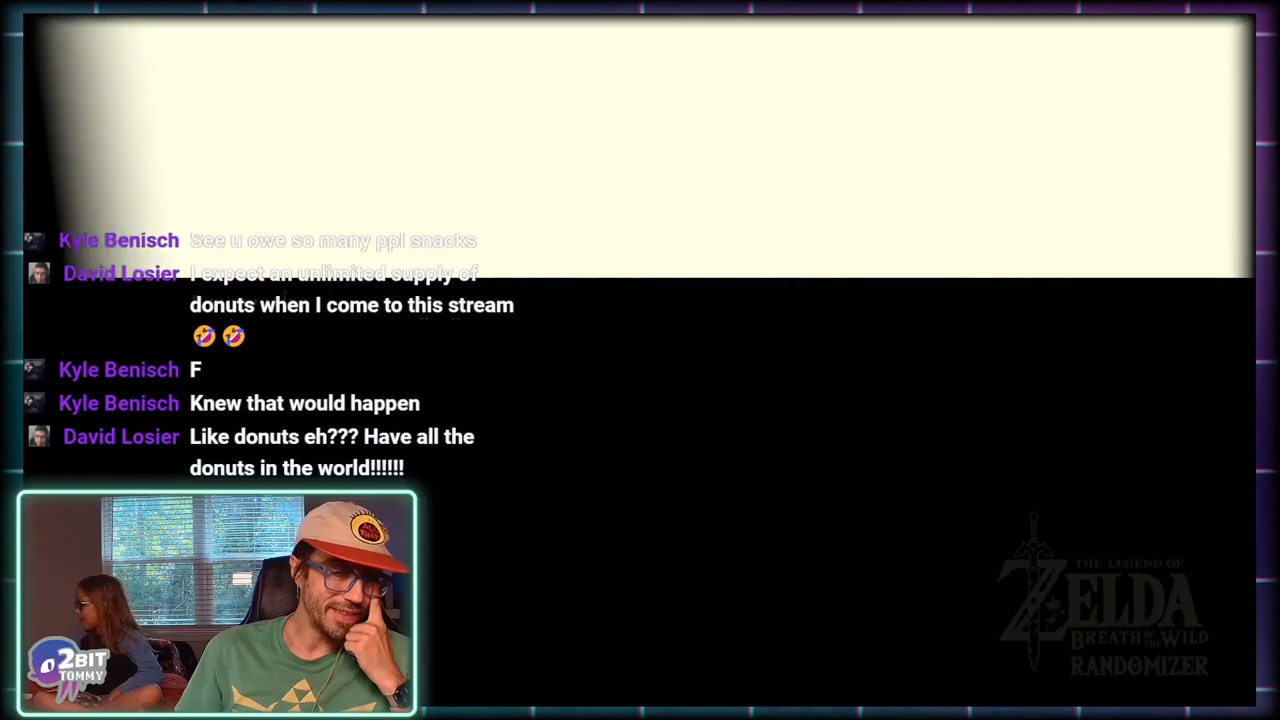 Kyle Benisch See u owe so many ppl snacks
David Losier I expect an unlimited supply of
donuts when I come to this stream
🤣 🤣
Kyle Benisch F
Kyle Benisch Knew that would happen
David Losier Like donuts eh??? Have all the
donuts in the world!!!!!!
ALL
THAT
2BIT
TOMMY
THE LEGEND OF
ZELDA
BREATH OF THE WILD
RANDOMIZER